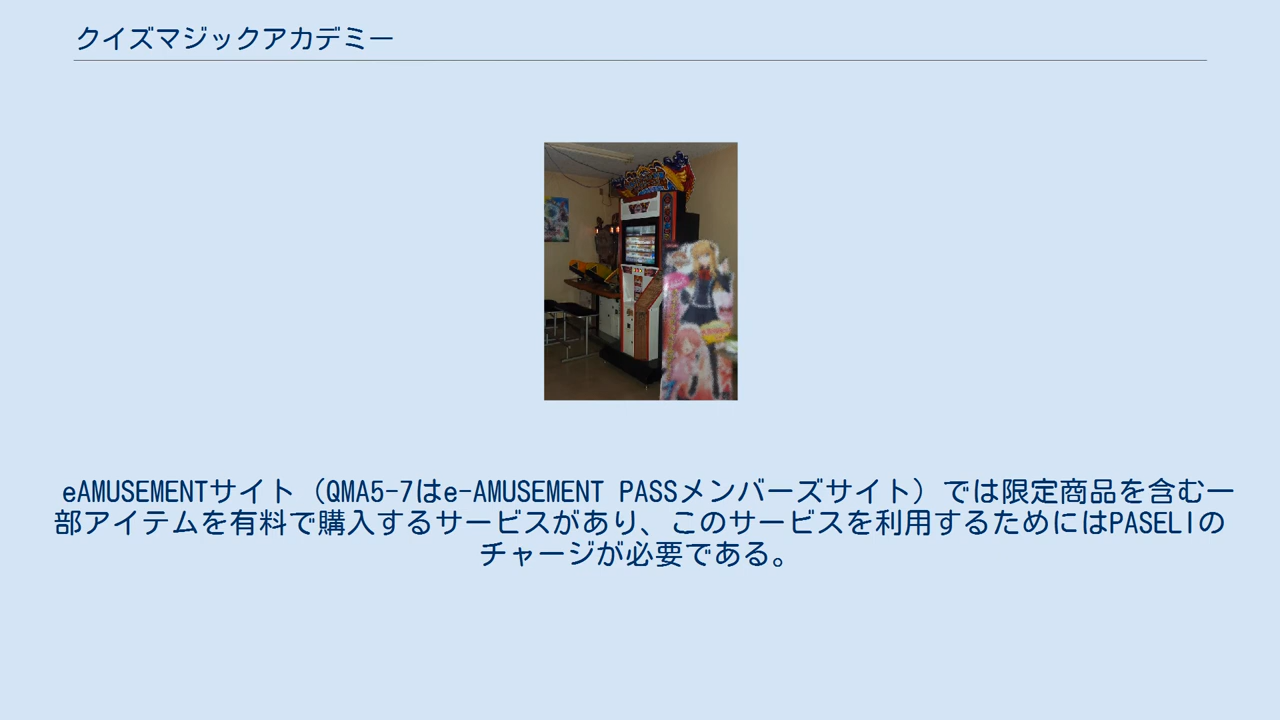 クイズマジックアカデミー
eAMUSEMENTサイト（QMA5-7はe-AMUSEMENT PASSメンバーズサイト）では限定商品を含む一
部アイテムを有料で購入するサービスがあり、このサービスを利用するためにはPASELIの
チャージが必要である。